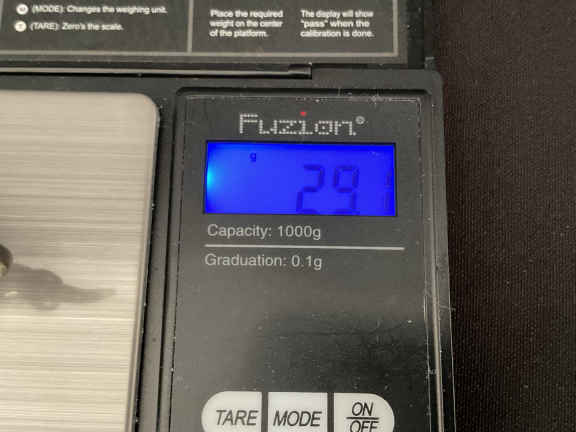 M (MODE): Changes the weighing unit.
T (TARE): Zero's the scale.
Place the required
weight on the center
of the platform.
The display will show
"pass" when the
calibration is done.
Fuzion®
g
Capacity: 1000g
Graduation: 0.1g
TARE
MODE
ON
OFF